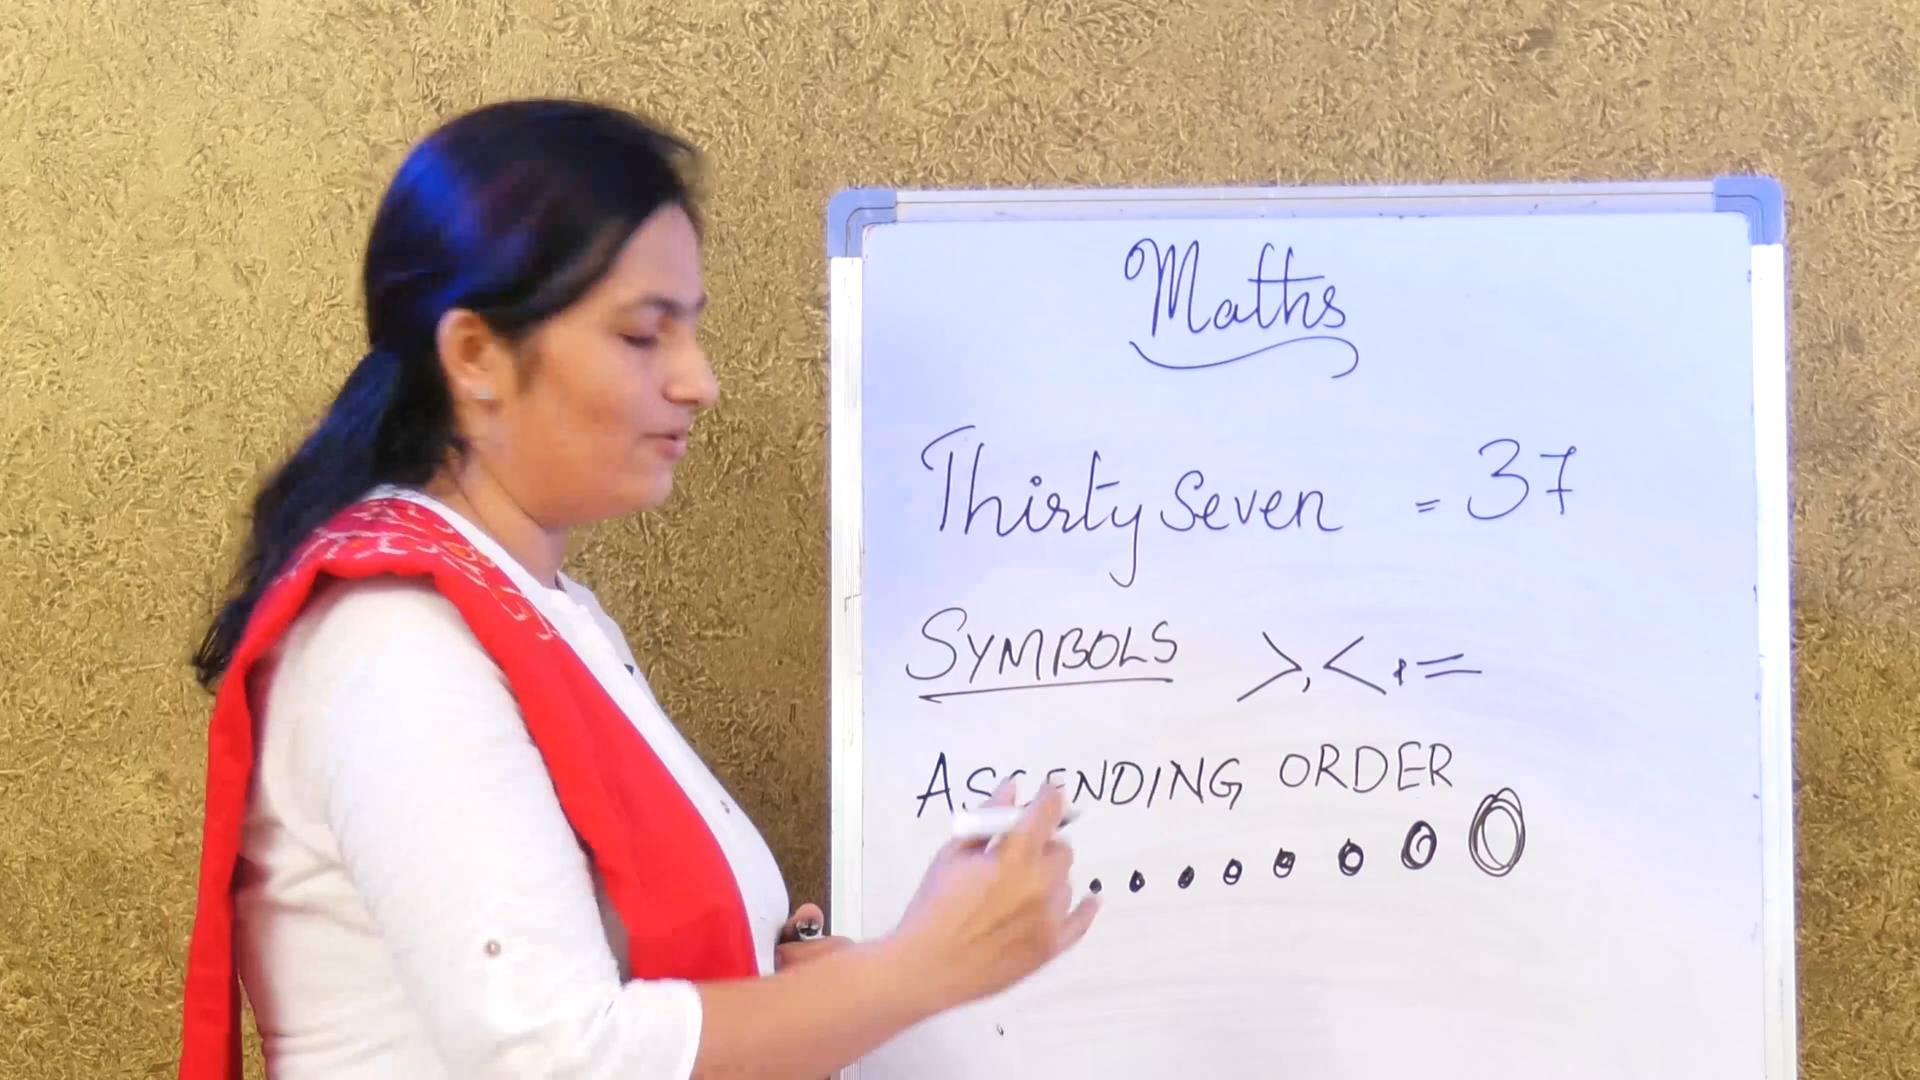 Maths
Thirty Seven = 37
SYMBOLS >, <, =
ASCENDING ORDER